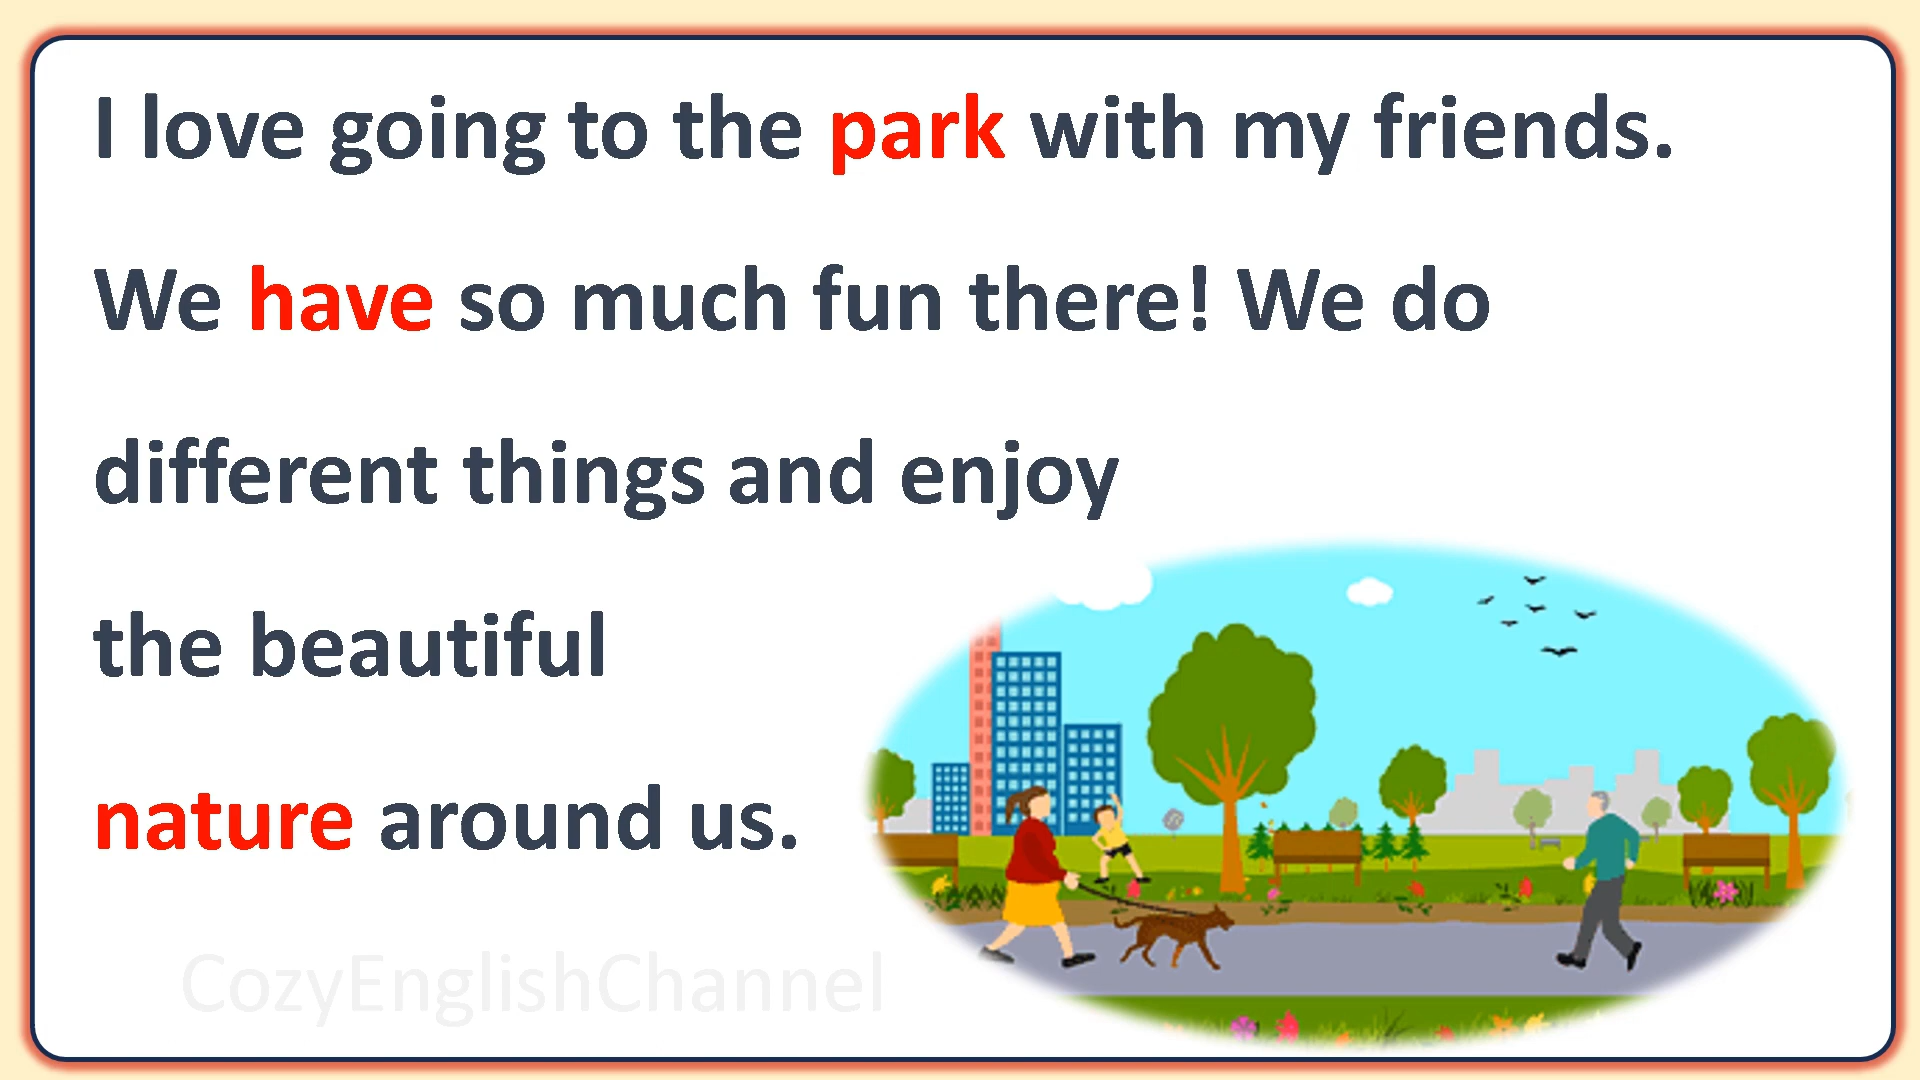 I love going to the park with my friends.
We have so much fun there! We do
different things and enjoy
the beautiful
nature around us.
CozyEnglishChannel